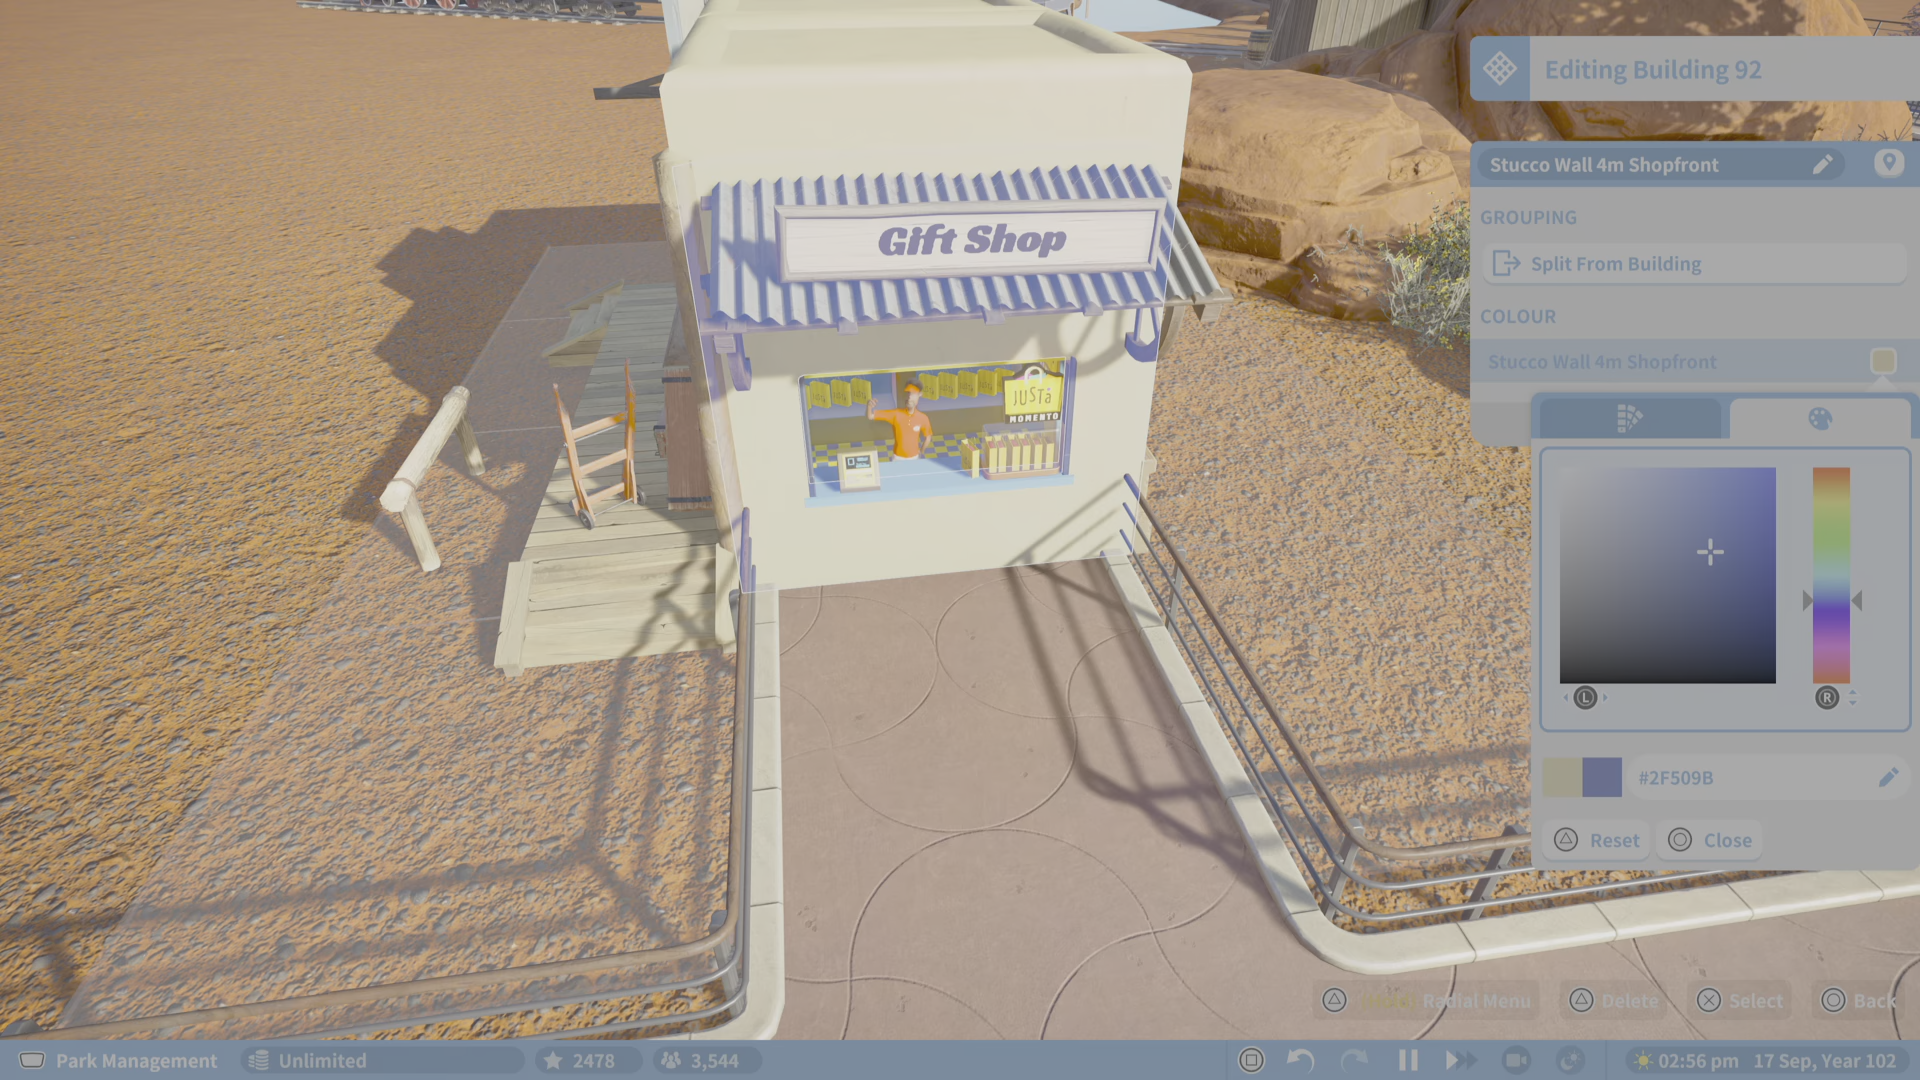 Editing Building 92
Stucco Wall 4m Shopfront
GROUPING
Split From Building
COLOUR
Stucco Wall 4m Shopfront
Gift Shop
JUSTa
MOMENTO
L
R
#2F509B
Reset
Close
Radial Menu
Delete
Select
Back
Park Management
Unlimited
2478
3,544
02:56 pm
17 Sep, Year 102